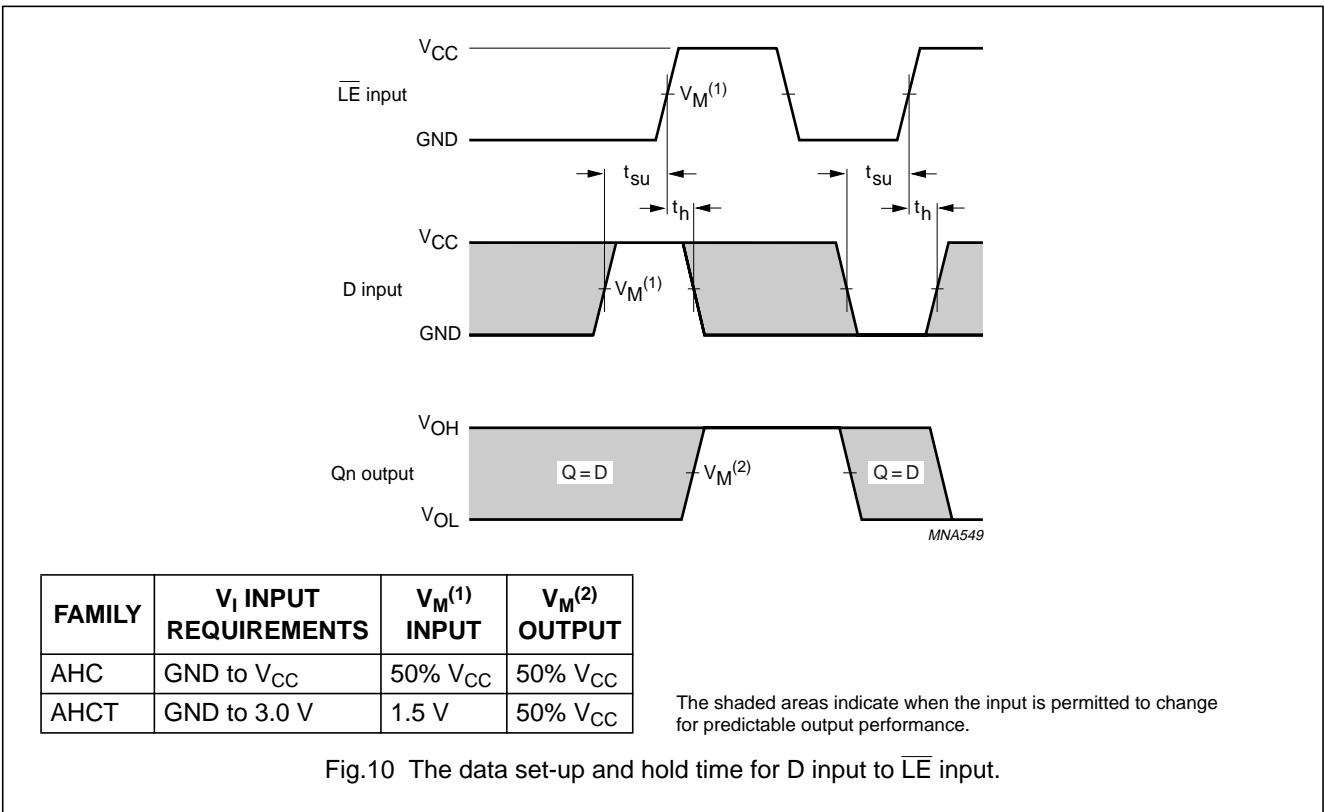 VCC
LE input
VM(1)
GND
tsu
tsu
th
th
VCC
D input
VM(1)
GND
VOH
Qn output
Q = D
VM(2)
Q = D
VOL
MNA549
FAMILY VI INPUT REQUIREMENTS VM(1) INPUT VM(2) OUTPUT
AHC GND to VCC 50% VCC 50% VCC
AHCT GND to 3.0 V 1.5 V 50% VCC
The shaded areas indicate when the input is permitted to change
for predictable output performance.
Fig.10 The data set-up and hold time for D input to LE input.